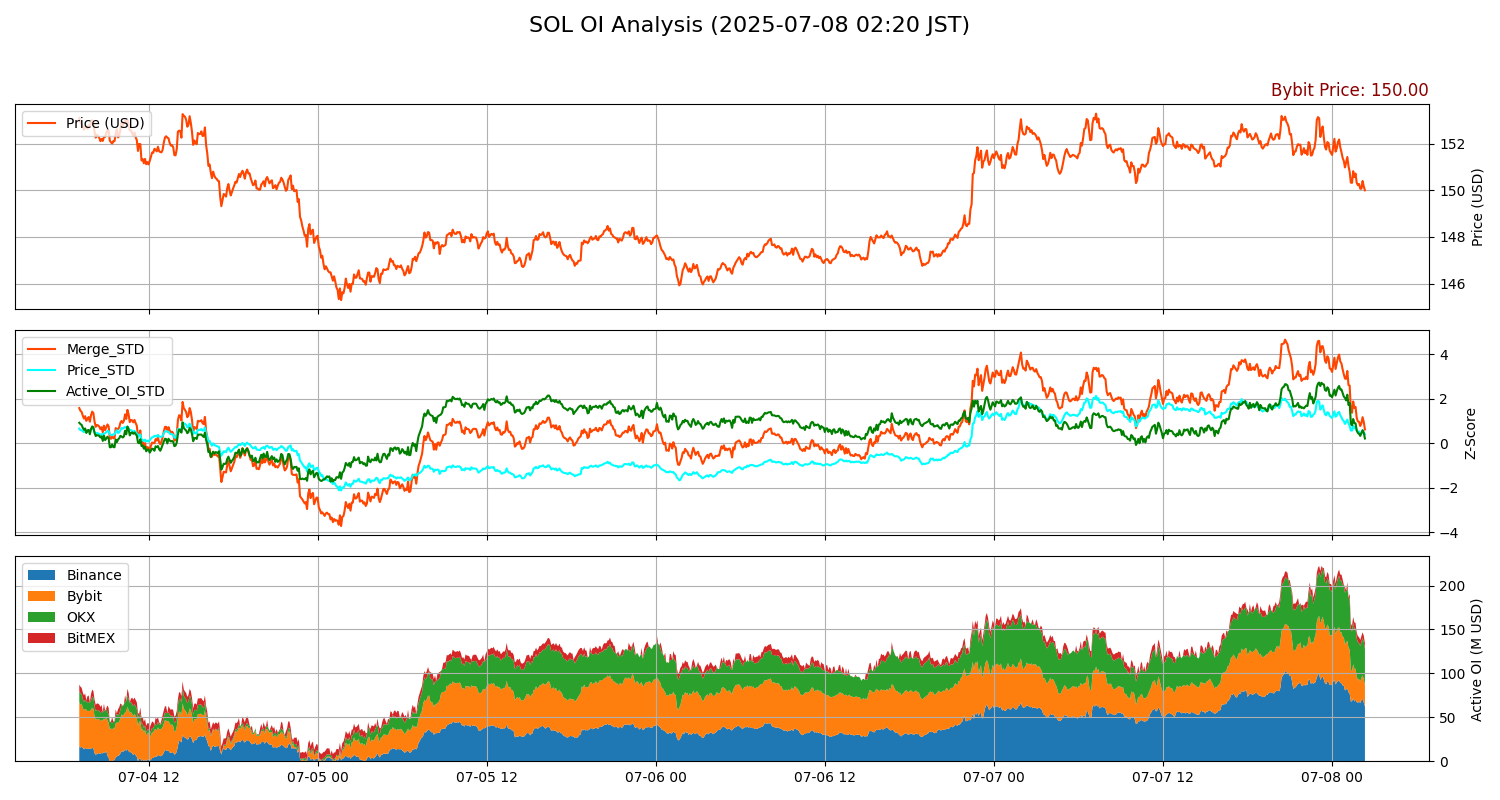 SOL OI Analysis (2025-07-08 02:20 JST)
Bybit Price: 150.00
Price (USD)
152
150
148
146
Price (USD)
Merge_STD
Price_STD
Active_OI_STD
4
2
0
−2
−4
Z-Score
Binance
Bybit
OKX
BitMEX
200
150
100
50
0
Active OI (M USD)
07-04 12
07-05 00
07-05 12
07-06 00
07-06 12
07-07 00
07-07 12
07-08 00